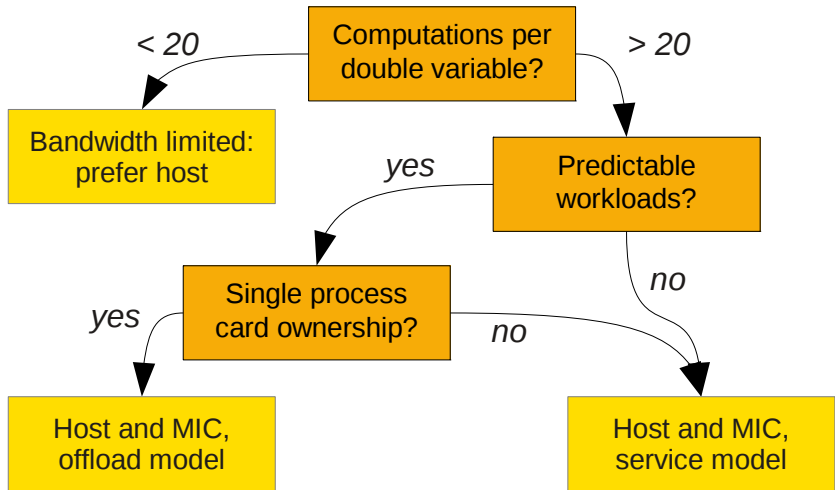 < 20
Computations per
double variable?
> 20
Bandwidth limited:
prefer host
yes
Predictable
workloads?
no
yes
Single process
card ownership?
no
Host and MIC,
offload model
Host and MIC,
service model